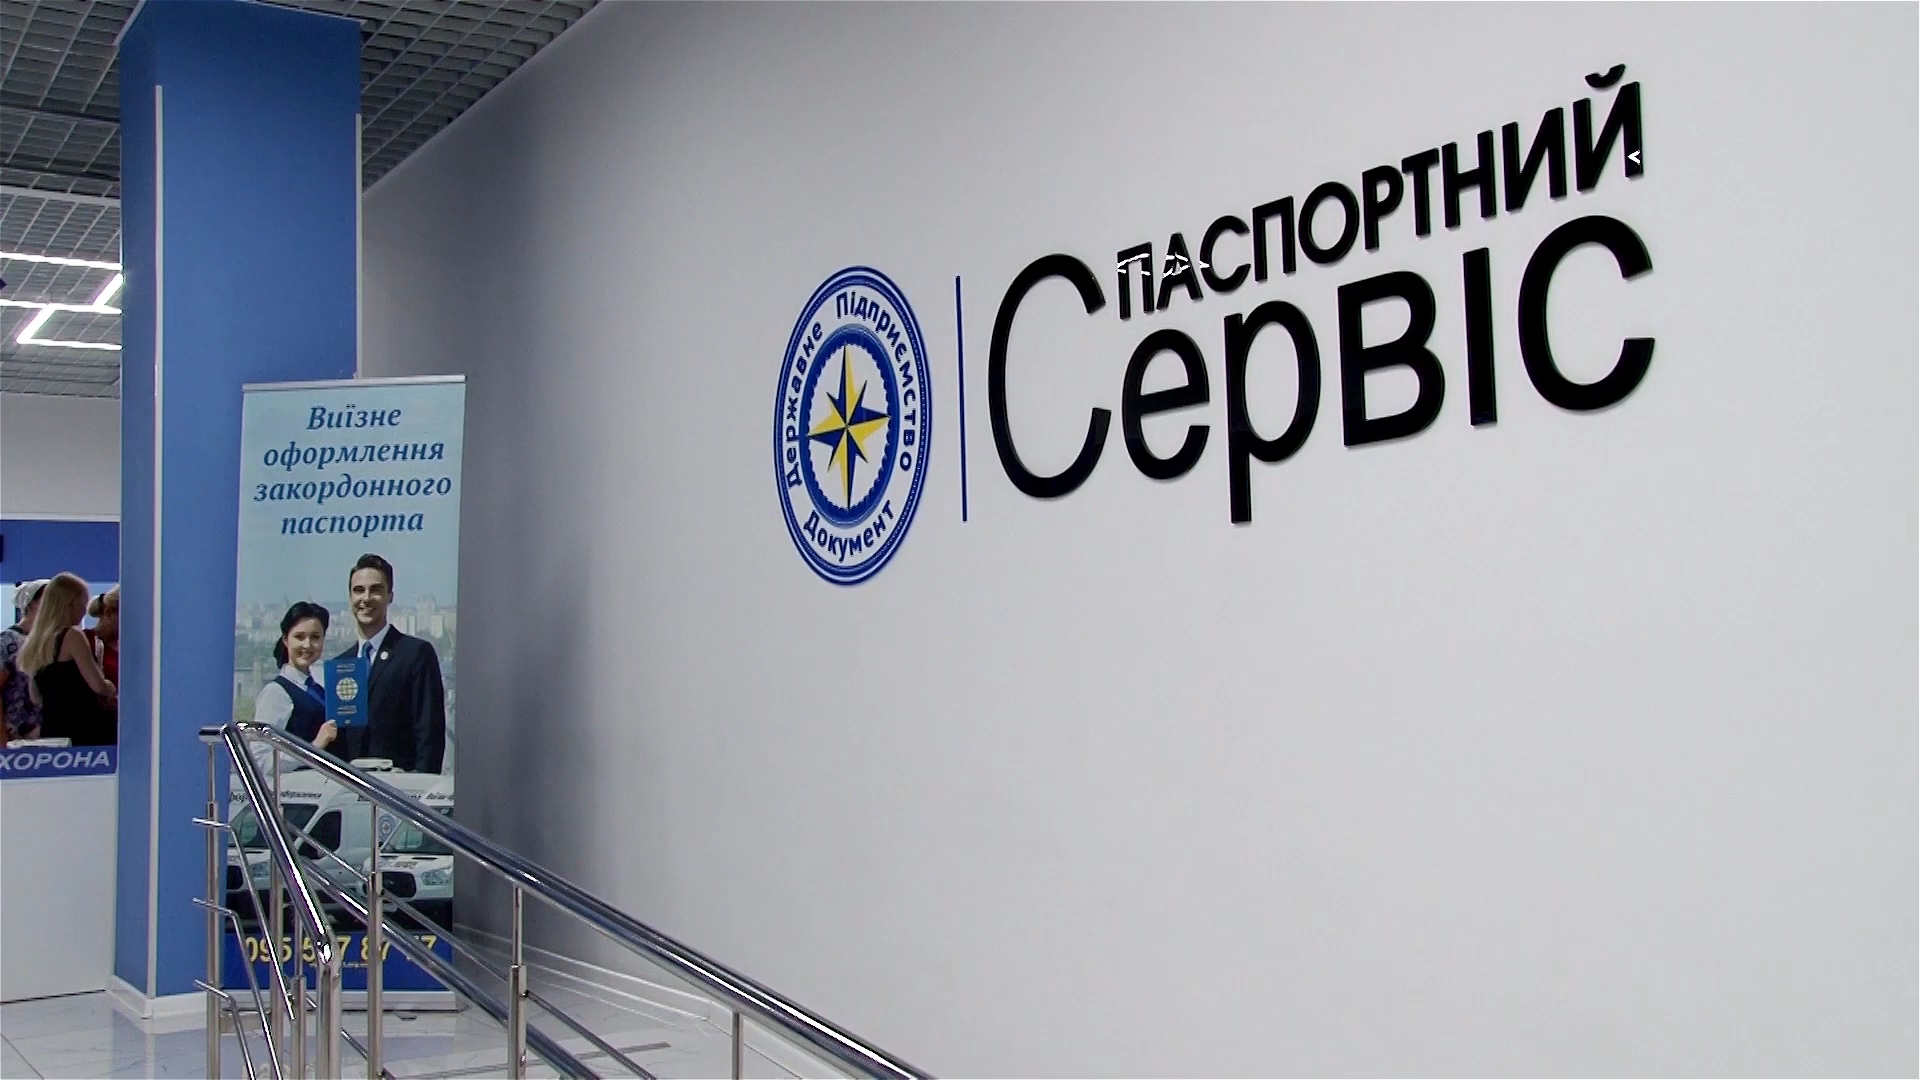 ПАСПОРТНИЙ
Сервіс
Державне Підприємство
Документ
Виїзне
оформлення
закордонного
паспорта
ХОРОНА